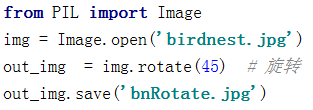 from PIL import Image
img = Image.open('birdnest.jpg')
out_img  = img.rotate(45)  # 旋转
out_img.save('bnRotate.jpg')